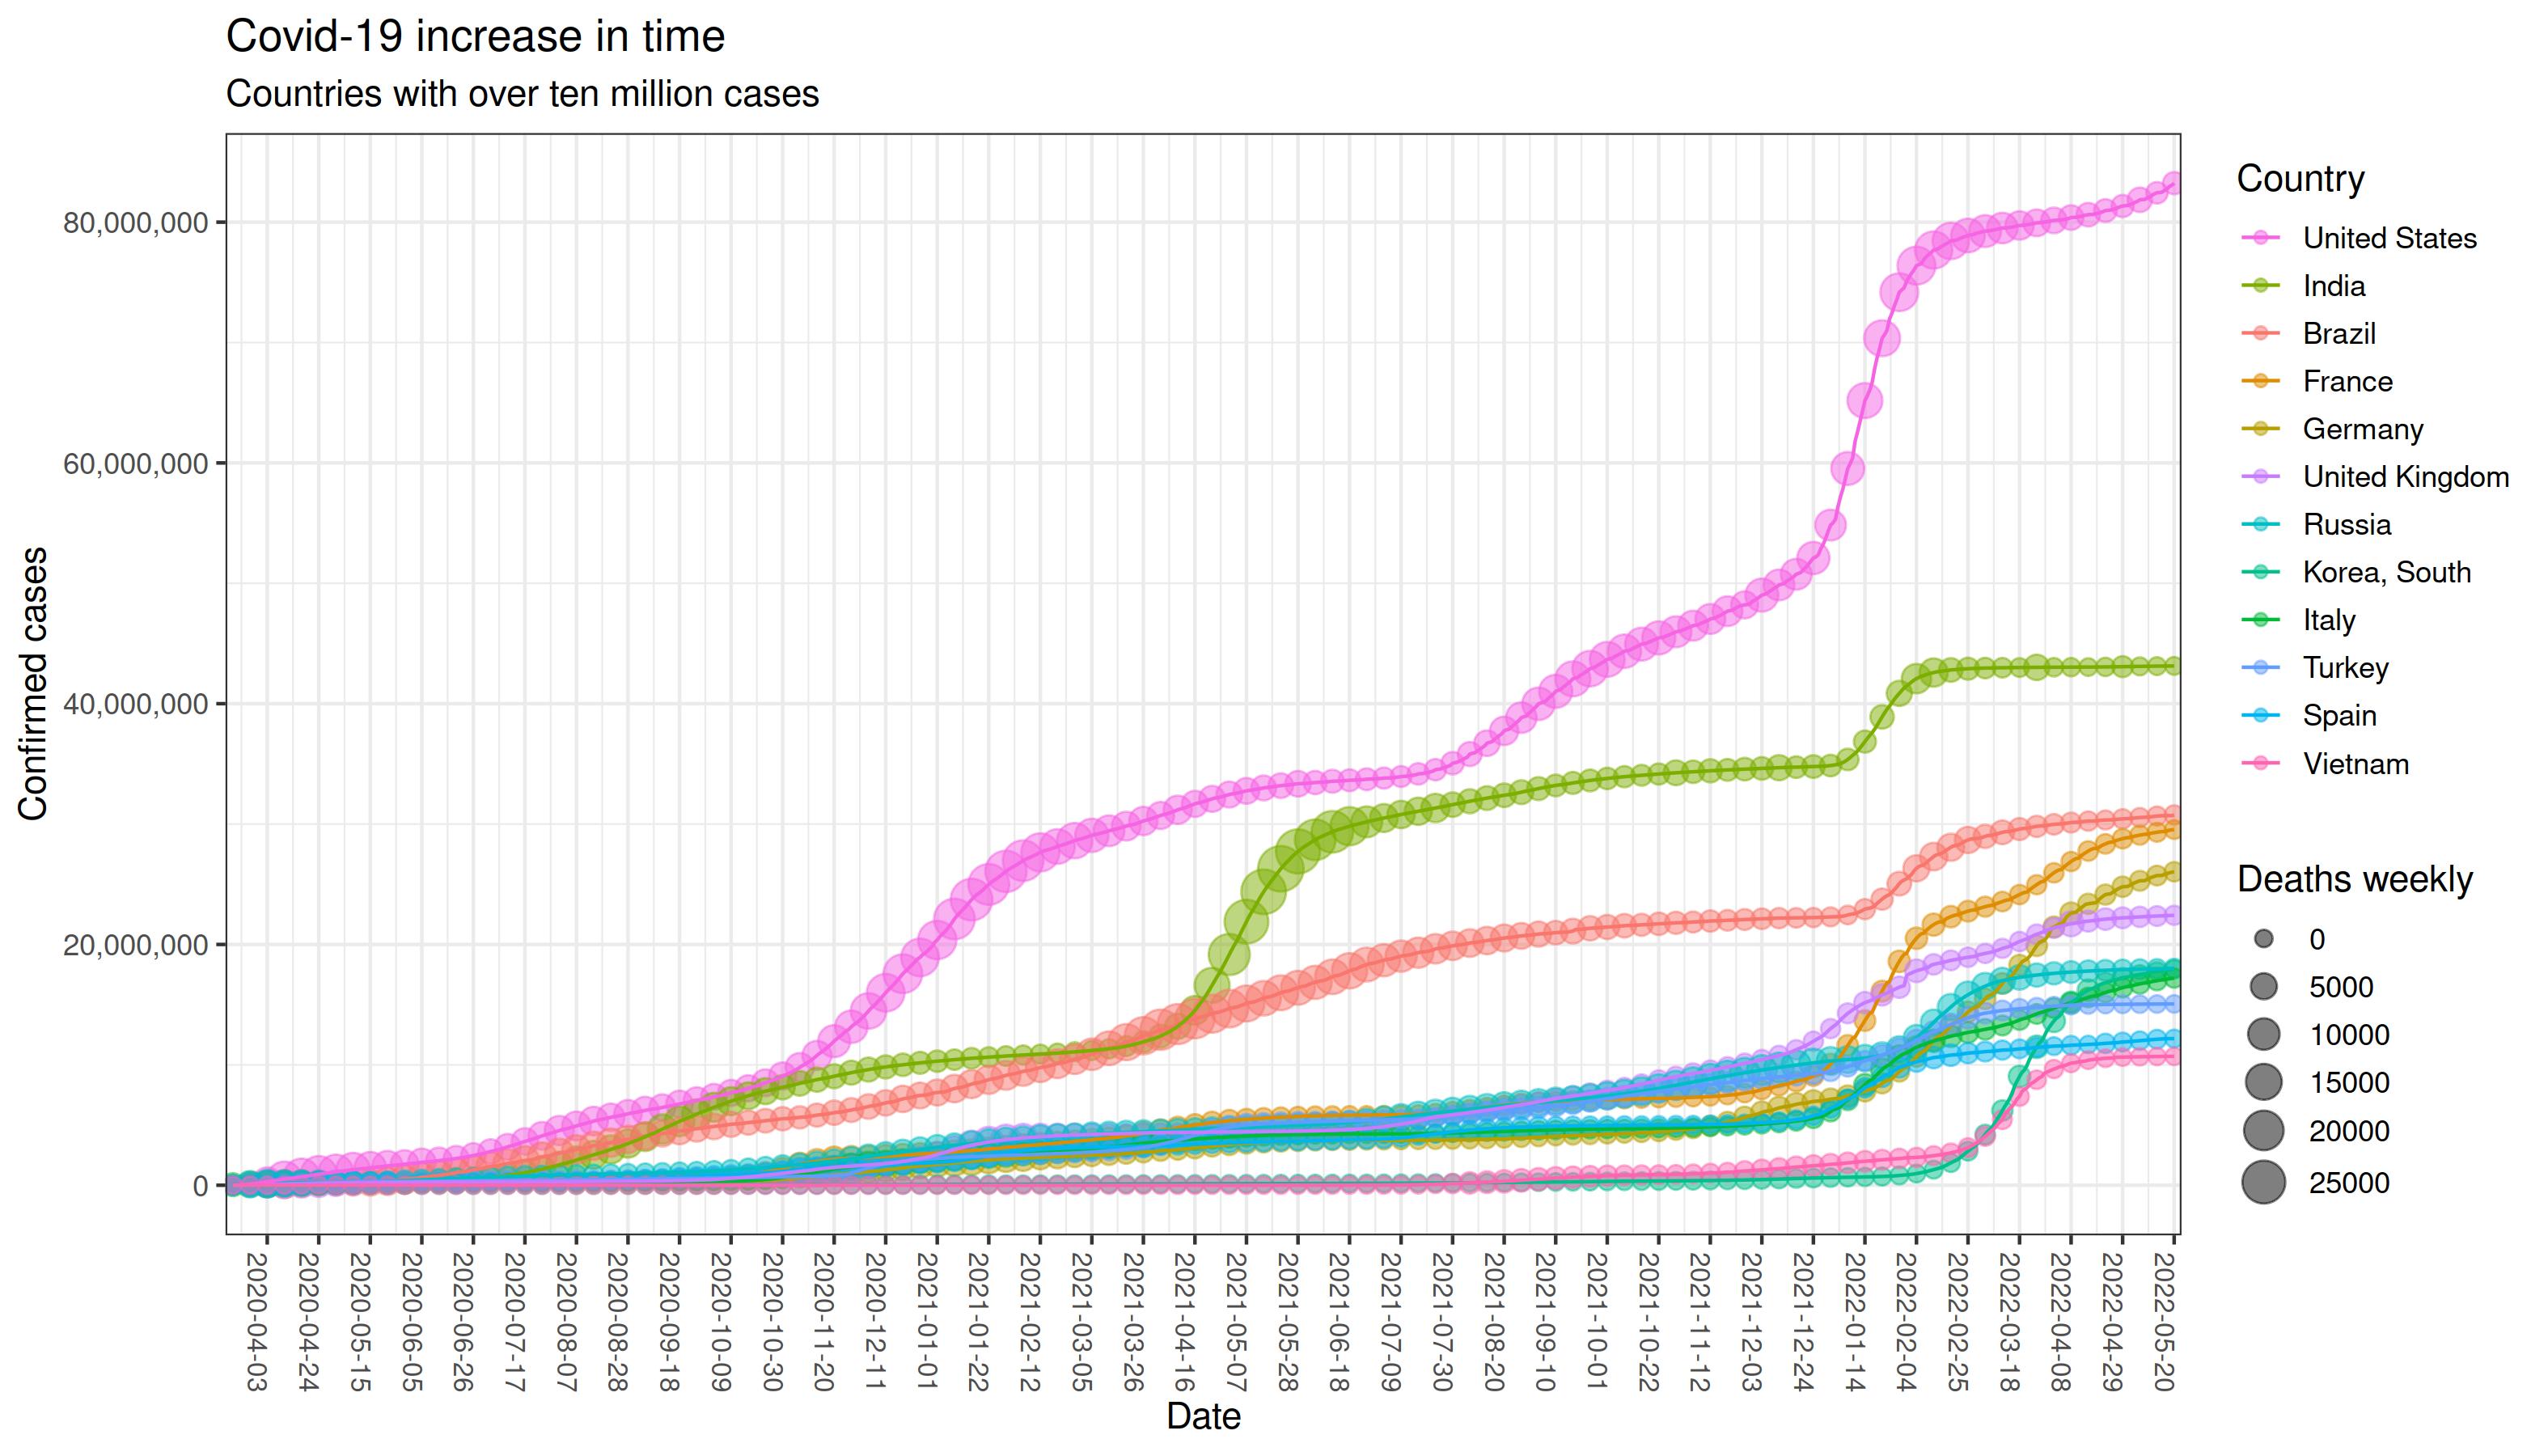 Covid-19 increase in time
Countries with over ten million cases
Confirmed cases
80,000,000
60,000,000
40,000,000
20,000,000
0
2020-04-03
2020-04-24
2020-05-15
2020-06-05
2020-06-26
2020-07-17
2020-08-07
2020-08-28
2020-09-18
2020-10-09
2020-10-30
2020-11-20
2020-12-11
2021-01-01
2021-01-22
2021-02-12
2021-03-05
2021-03-26
2021-04-16
2021-05-07
2021-05-28
2021-06-18
2021-07-09
2021-07-30
2021-08-20
2021-09-10
2021-10-01
2021-10-22
2021-11-12
2021-12-03
2021-12-24
2022-01-14
2022-02-04
2022-02-25
2022-03-18
2022-04-08
2022-04-29
2022-05-20
Date
Country
United States
India
Brazil
France
Germany
United Kingdom
Russia
Korea, South
Italy
Turkey
Spain
Vietnam
Deaths weekly
0
5000
10000
15000
20000
25000